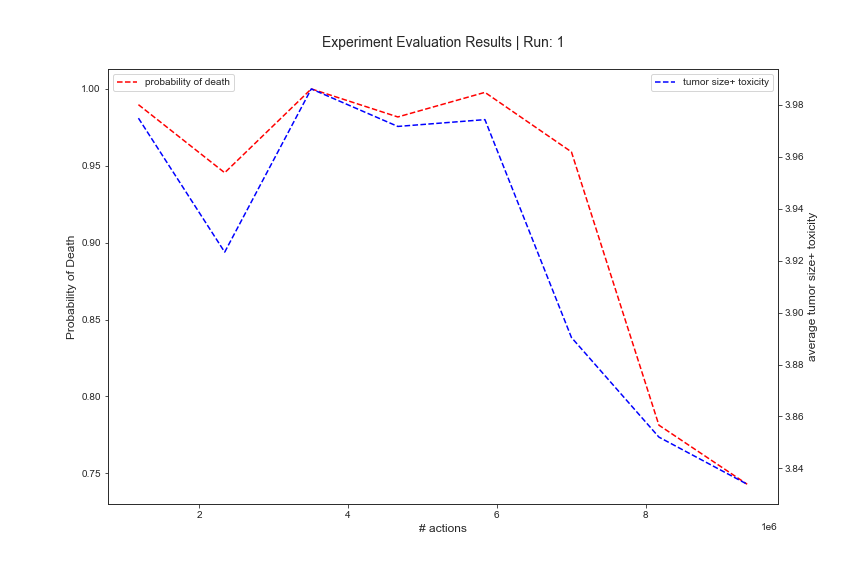 Experiment Evaluation Results | Run: 1
probability of death
tumor size+ toxicity
1.00
0.95
0.90
0.85
0.80
0.75
Probability of Death
3.98
3.96
3.94
3.92
3.90
3.88
3.86
3.84
average tumor size+ toxicity
2
4
6
8
1e6
# actions